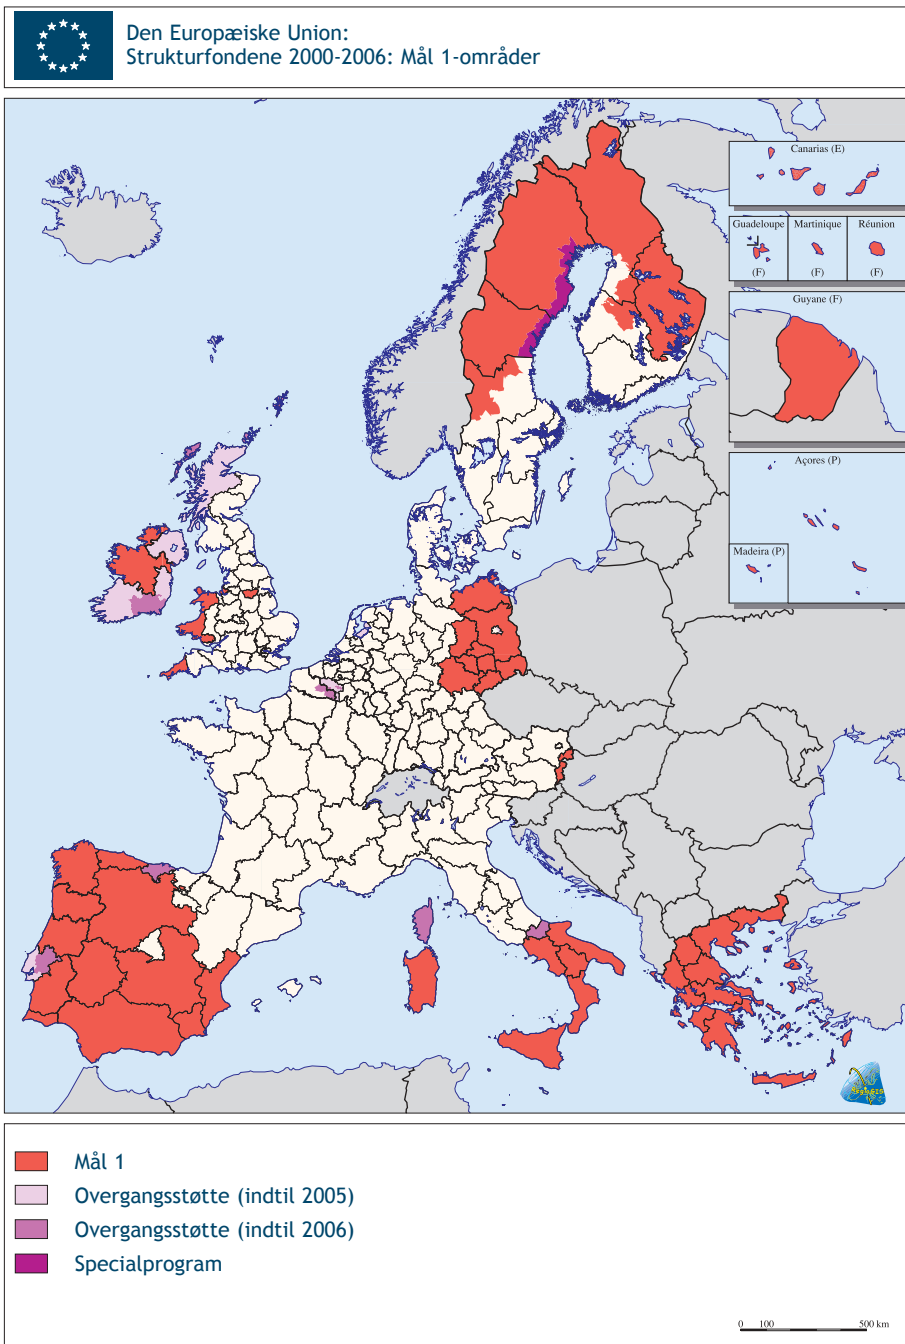 Den Europæiske Union:
Strukturfondene 2000-2006: Mål 1-områder
Canarias (E)
Guadeloupe
Martinique
Réunion
(F)
(F)
(F)
Guyane (F)
Açores (P)
Madeira (P)
Mål 1
Overgangsstøtte (indtil 2005)
Overgangsstøtte (indtil 2006)
Specialprogram
0 100 500 km